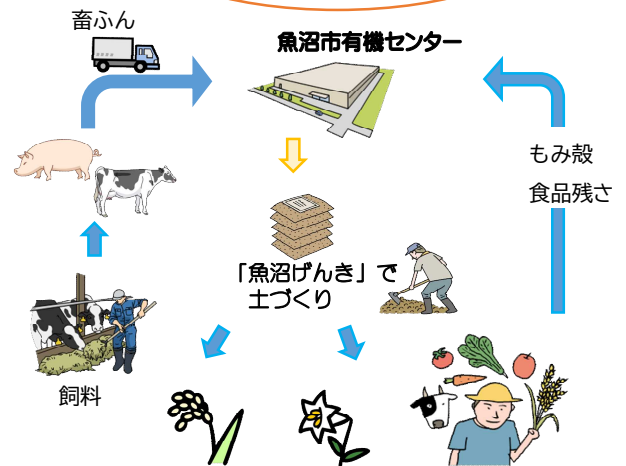 畜ふん
魚沼市有機センター
もみ殻
食品残さ
「魚沼げんき」で
土づくり
飼料